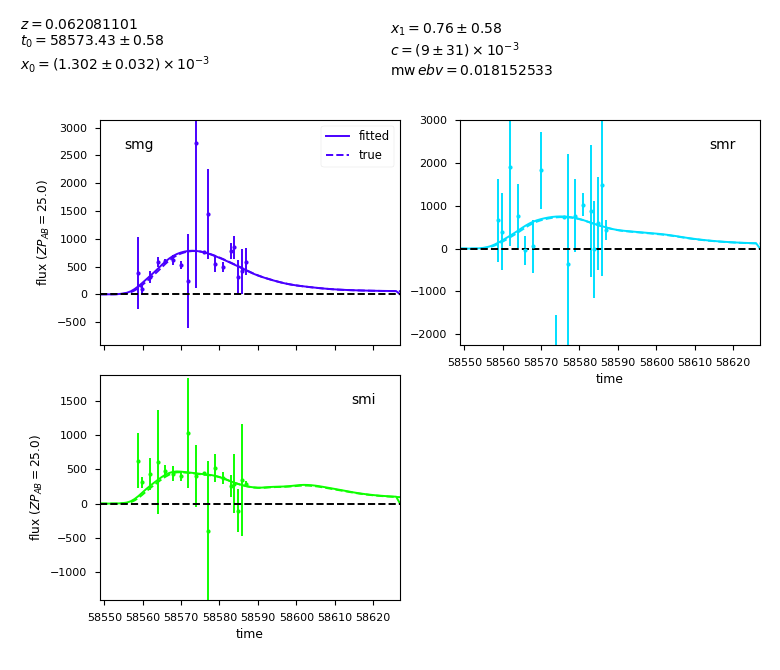 z = 0.062081101
t₀ = 58573.43 ± 0.58
x₀ = (1.302 ± 0.032) × 10⁻³
x₁ = 0.76 ± 0.58
c = (9 ± 31) × 10⁻³
mw ebv = 0.018152533
smg
fitted
true
3000
2500
2000
1500
1000
500
0
−500
flux (ZP_AB = 25.0)
smr
3000
2000
1000
0
−1000
−2000
58550 58560 58570 58580 58590 58600 58610 58620
time
smi
1500
1000
500
0
−500
−1000
flux (ZP_AB = 25.0)
58550 58560 58570 58580 58590 58600 58610 58620
time